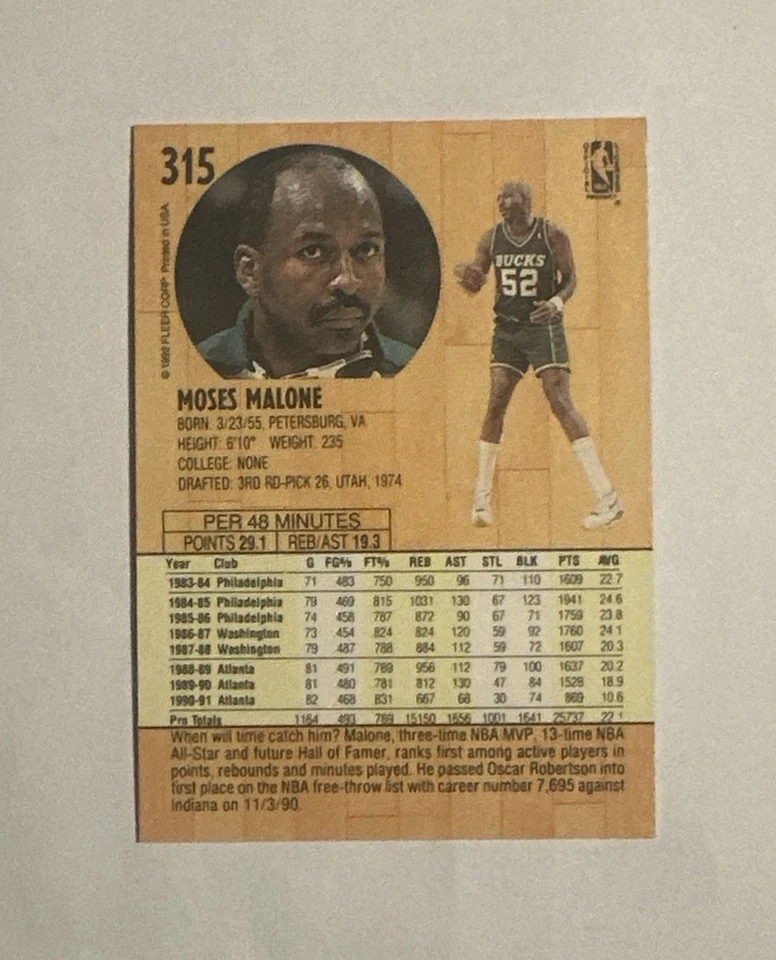 315
© 1992 FLEER CORP. Printed in USA
BUCKS
52
MOSES MALONE
BORN: 3/23/55, PETERSBURG, VA
HEIGHT: 6'10" WEIGHT: 235
COLLEGE: NONE
DRAFTED: 3RD RD-PICK 26, UTAH, 1974
PER 48 MINUTES
POINTS 29.1 REB/AST 19.3
Year Club G FG% FT% REB AST STL BLK PTS AVG
1983-84 Philadelphia 71 483 750 950 96 71 110 1609 22.7
1984-85 Philadelphia 79 469 815 1031 130 67 123 1941 24.6
1985-86 Philadelphia 74 458 787 872 90 67 71 1759 23.8
1986-87 Washington 73 454 824 824 120 59 92 1760 24.1
1987-88 Washington 79 487 788 884 112 59 72 1607 20.3
1988-89 Atlanta 81 491 789 956 112 79 100 1637 20.2
1989-90 Atlanta 81 480 781 812 130 47 84 1528 18.9
1990-91 Atlanta 82 468 831 667 68 30 74 869 10.6
Pro Totals 1164 493 769 15150 1656 1001 1641 25737 22.1
When will time catch him? Malone, three-time NBA MVP, 13-time NBA
All-Star and future Hall of Famer, ranks first among active players in
points, rebounds and minutes played. He passed Oscar Robertson into
first place on the NBA free-throw list with career number 7,695 against
Indiana on 11/3/90.